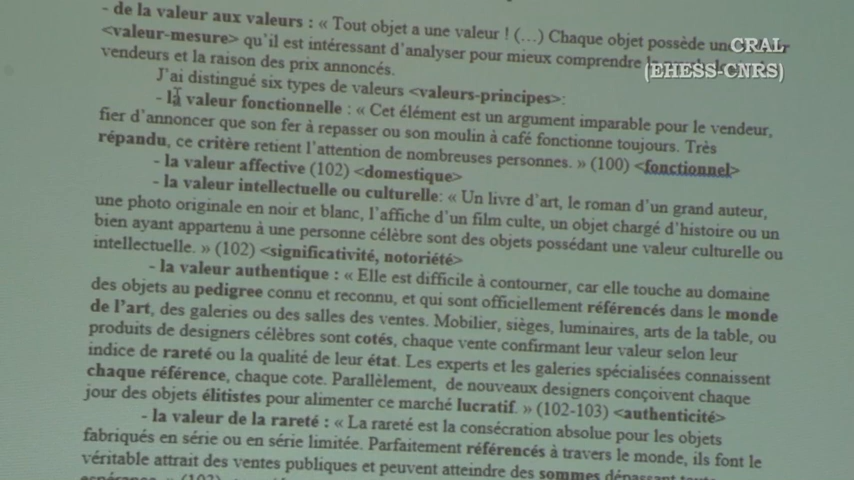 - de la valeur aux valeurs : « Tout objet a une valeur ! (…) Chaque objet possède une
<valeur-mesure> qu'il est intéressant d'analyser pour mieux comprendre
vendeurs et la raison des prix annoncés.
J'ai distingué six types de valeurs <valeurs-principes>:
- la valeur fonctionnelle : « Cet élément est un argument imparable pour le vendeur,
fier d'annoncer que son fer à repasser ou son moulin à café fonctionne toujours. Très
répandu, ce critère retient l'attention de nombreuses personnes. » (100) <fonctionnel>
- la valeur affective (102) <domestique>
- la valeur intellectuelle ou culturelle: « Un livre d'art, le roman d'un grand auteur,
une photo originale en noir et blanc, l'affiche d'un film culte, un objet chargé d'histoire ou un
bien ayant appartenu à une personne célèbre sont des objets possédant une valeur culturelle ou
intellectuelle. » (102) <significativité, notoriété>
- la valeur authentique : « Elle est difficile à contourner, car elle touche au domaine
des objets au pedigree connu et reconnu, et qui sont officiellement référencés dans le monde
de l'art, des galeries ou des salles des ventes. Mobilier, sièges, luminaires, arts de la table, ou
produits de designers célèbres sont cotés, chaque vente confirmant leur valeur selon leur
indice de rareté ou la qualité de leur état. Les experts et les galeries spécialisées connaissent
chaque référence, chaque cote. Parallèlement, de nouveaux designers conçoivent chaque
jour des objets élitistes pour alimenter ce marché lucratif. » (102-103) <authenticité>
- la valeur de la rareté : « La rareté est la consécration absolue pour les objets
fabriqués en série ou en série limitée. Parfaitement référencés à travers le monde, ils font le
véritable attrait des ventes publiques et peuvent atteindre des sommes dépassant toute
CRAL
(EHESS-CNRS)